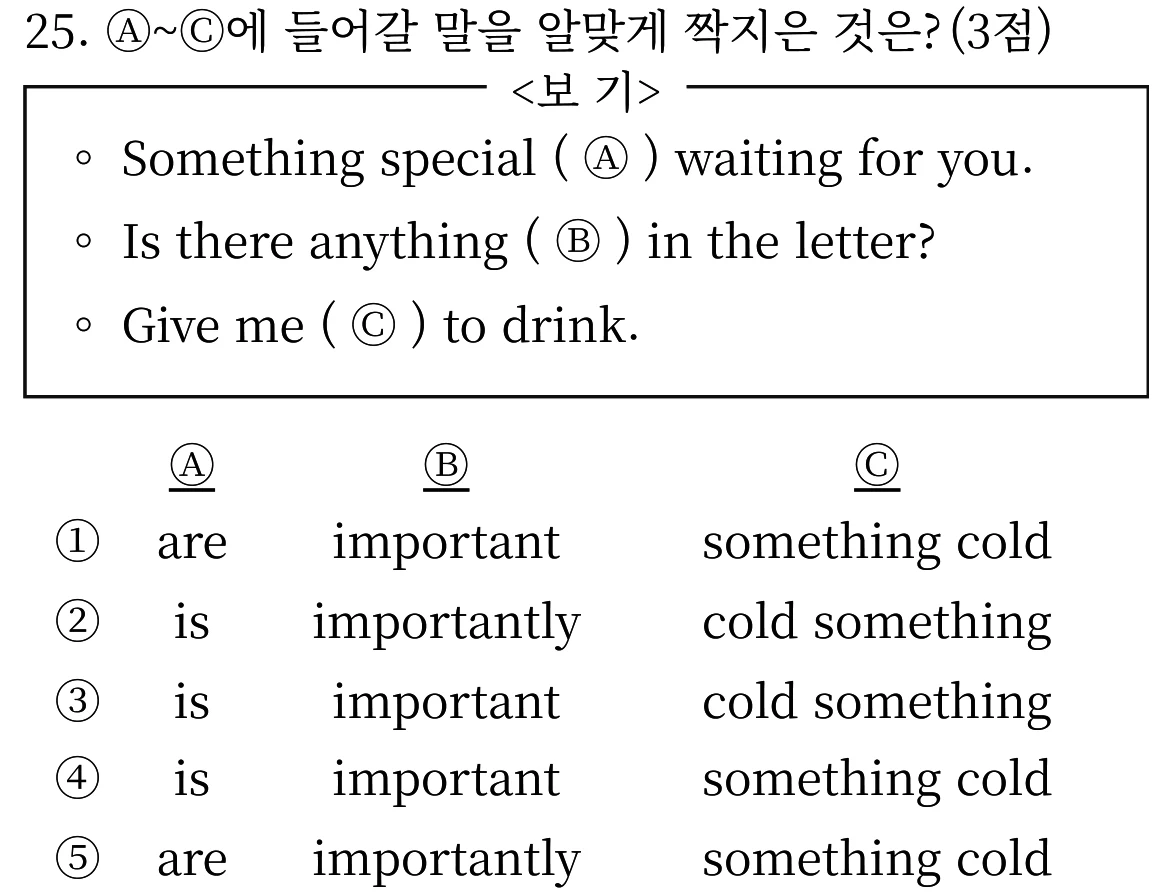 25. Ⓐ~Ⓒ에 들어갈 말을 알맞게 짝지은 것은?(3점)
<보 기>
◦ Something special ( Ⓐ ) waiting for you.
◦ Is there anything ( Ⓑ ) in the letter?
◦ Give me ( Ⓒ ) to drink.
Ⓐ Ⓑ Ⓒ
① are important something cold
② is importantly cold something
③ is important cold something
④ is important something cold
⑤ are importantly something cold